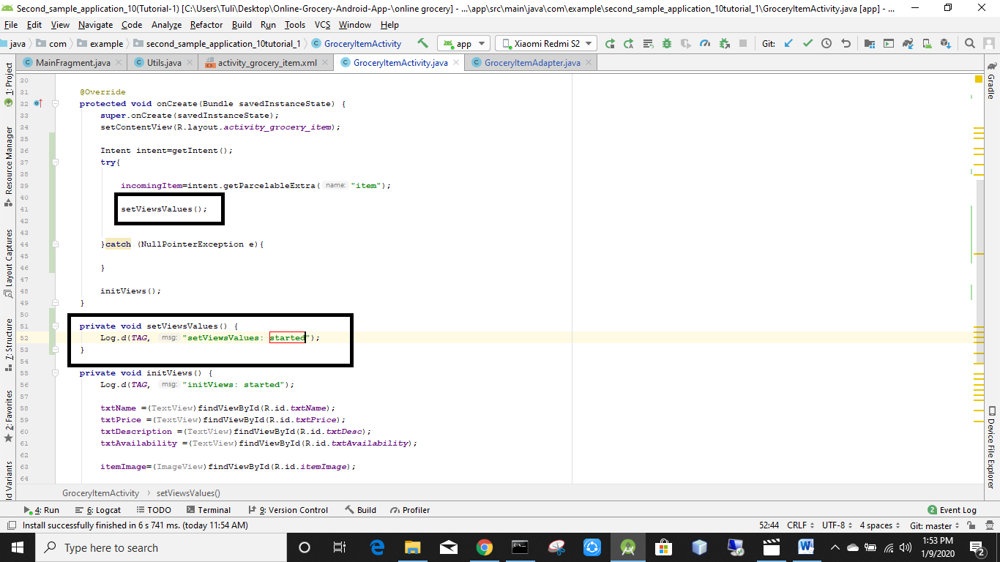 Second_sample_application_10(Tutorial-1) [C:\Users\Tuli\Desktop\Online-Grocery-Android-App-\online grocery] - ...\app\src\main\java\com\example\second_sample_application_10tutorial_1\GroceryItemActivity.java [app] - ...
File Edit View Navigate Code Analyze Refactor Build Run Tools VCS Window Help
java com example second_sample_application_10tutorial_1 GroceryItemActivity app Xiaomi Redmi S2 Git:
MainFragment.java Utils.java activity_grocery_item.xml GroceryItemActivity.java GroceryItemAdapter.java
1: Project
Resource Manager
Layout Captures
7: Structure
2: Favorites
ld Variants
30
31 @Override
32 protected void onCreate(Bundle savedInstanceState) {
33 super.onCreate(savedInstanceState);
34 setContentView(R.layout.activity_grocery_item);
35
36 Intent intent=getIntent();
37 try{
38
39 incomingItem=intent.getParcelableExtra( name: "item");
40
41 setViewsValues();
42
43
44 }catch (NullPointerException e){
45
46 }
47
48 initViews();
49 }
50
51 private void setViewsValues() {
52 Log.d(TAG, msg: "setViewsValues: started");
53 }
54
55 private void initViews() {
56 Log.d(TAG, msg: "initViews: started");
57
58 txtName =(TextView)findViewById(R.id.txtName);
59 txtPrice =(TextView)findViewById(R.id.txtPrice);
60 txtDescription =(TextView)findViewById(R.id.txtDesc);
61 txtAvailability =(TextView)findViewById(R.id.txtAvailability);
62
63 itemImage=(ImageView)findViewById(R.id.itemImage);
64
Gradle
Device File Explorer
GroceryItemActivity › setViewsValues()
4: Run 6: Logcat TODO Terminal 9: Version Control Build Profiler 2 Event Log
Install successfully finished in 6 s 741 ms. (today 11:54 AM) 52:44 CRLF UTF-8 4 spaces Git: master
Type here to search
1:53 PM
1/9/2020
2